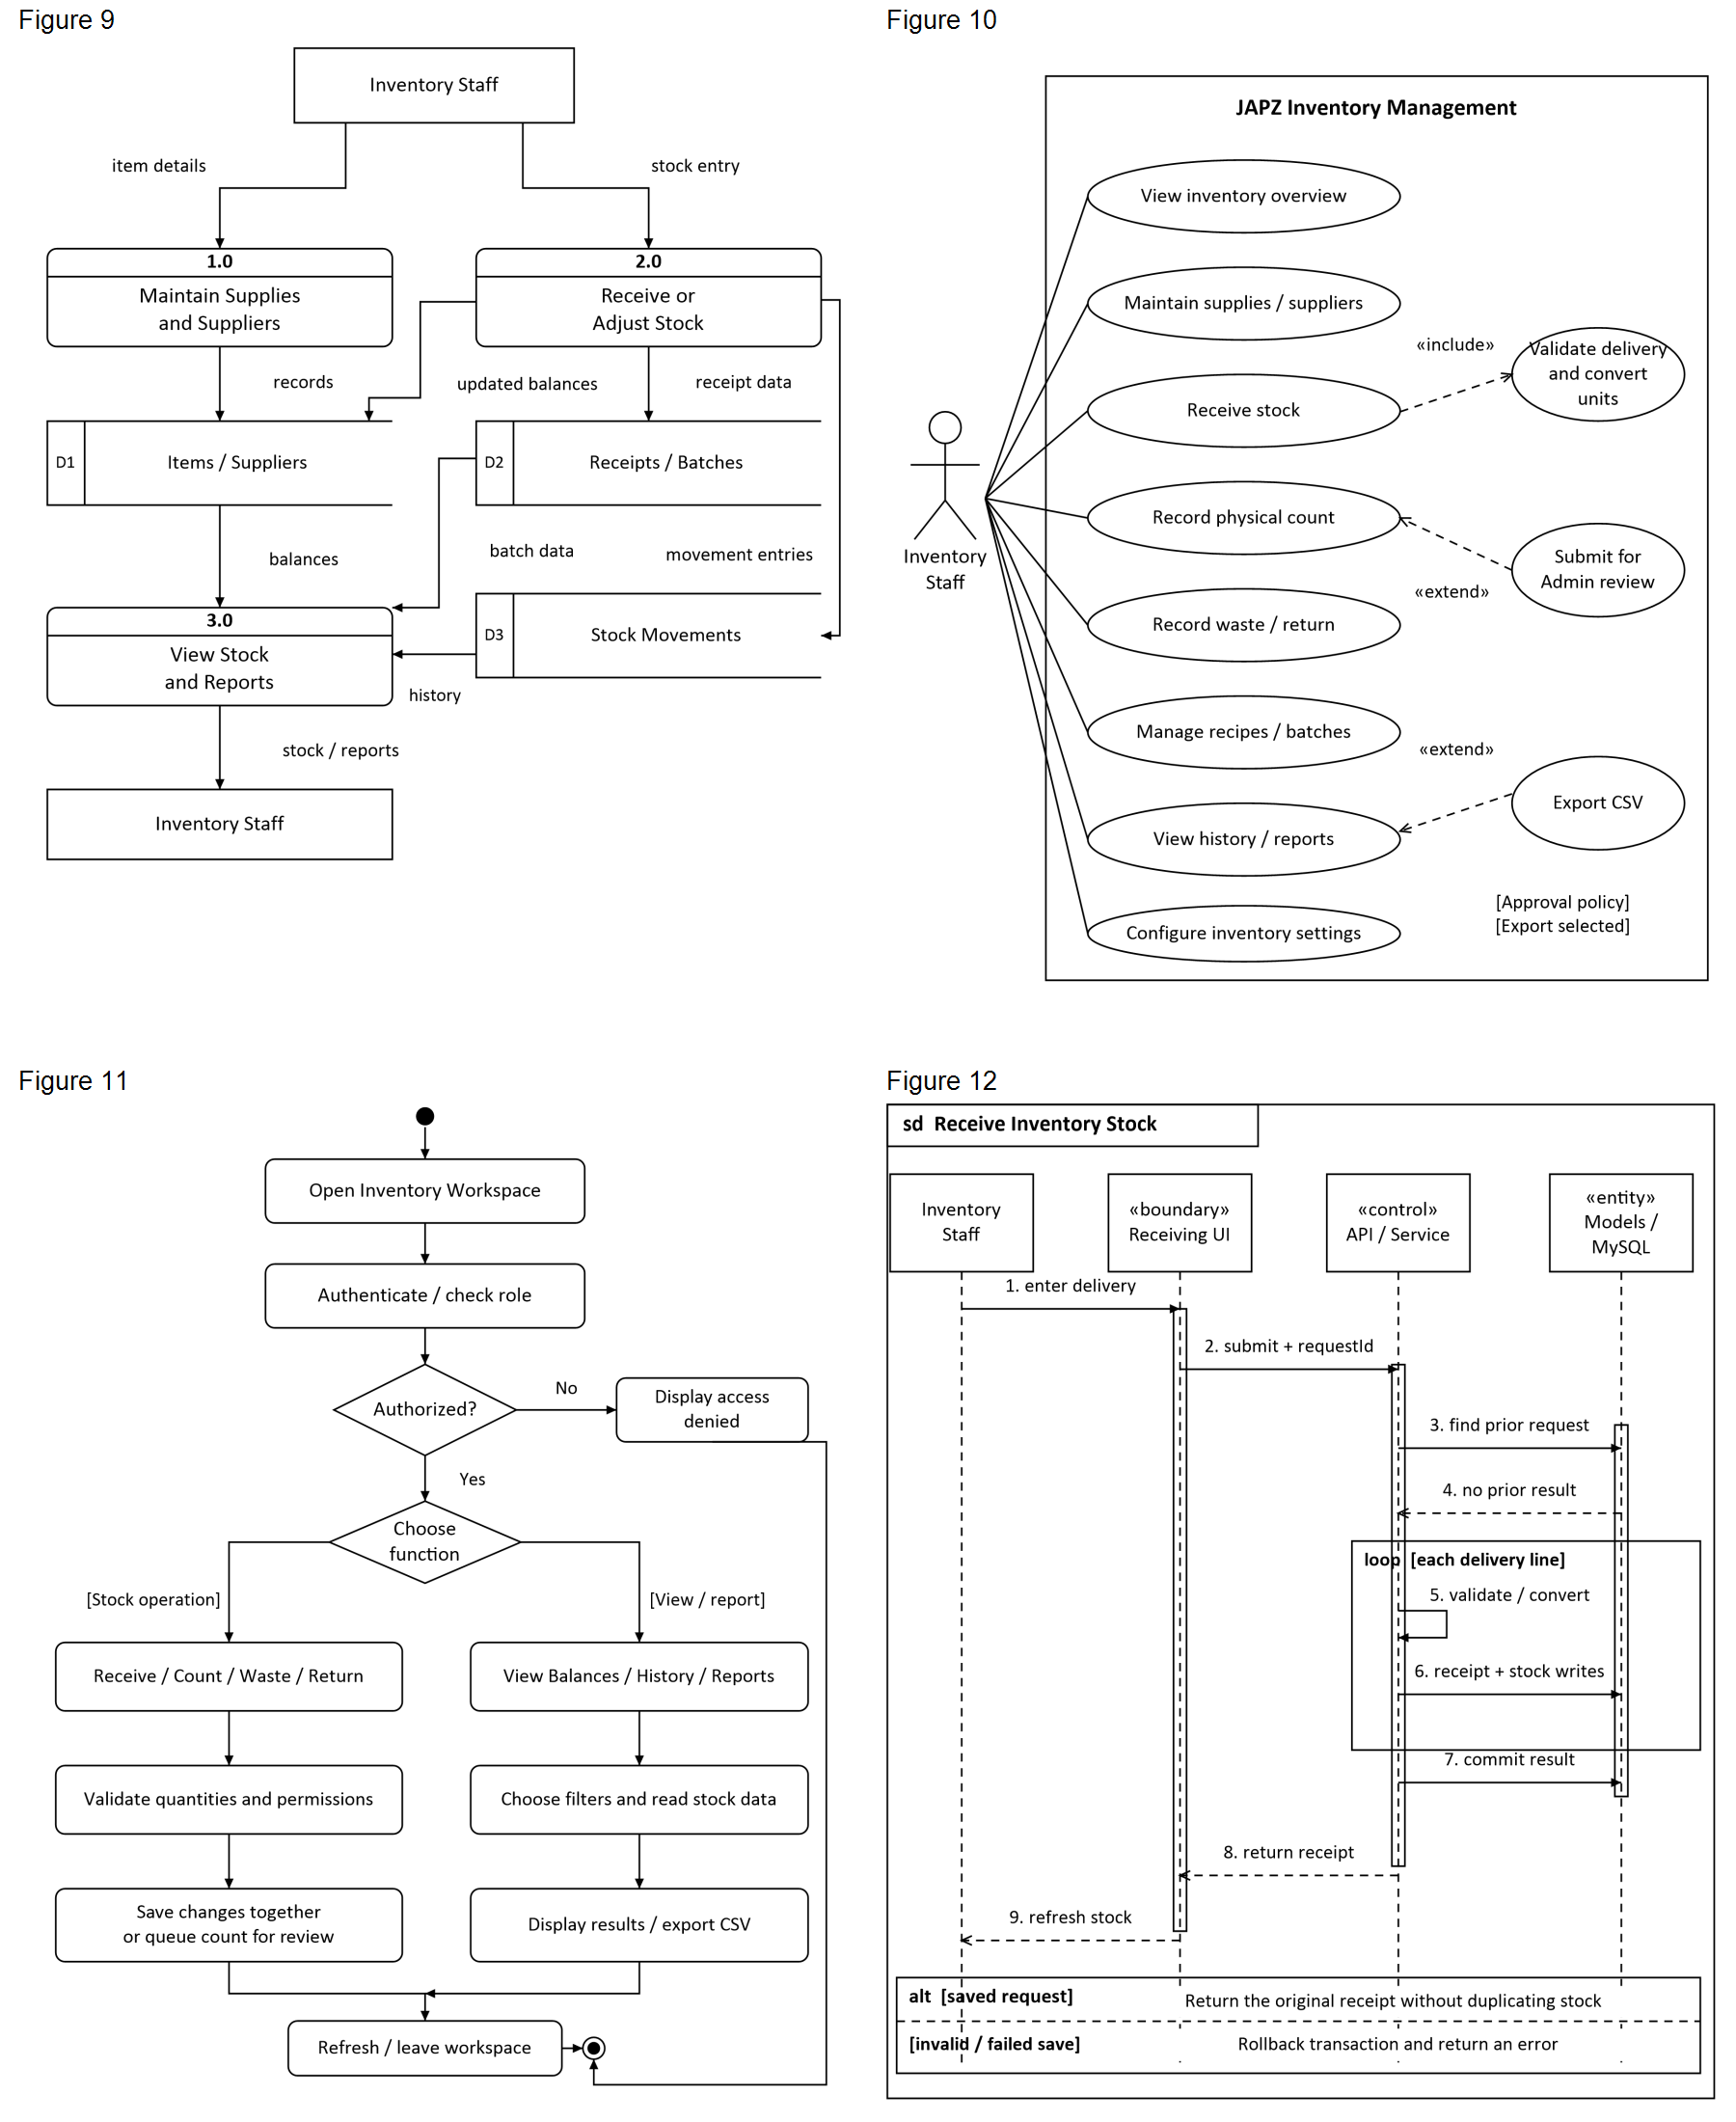 Figure 9
Inventory Staff
item details
stock entry
1.0
Maintain Supplies
and Suppliers
2.0
Receive or
Adjust Stock
records
updated balances
receipt data
D1
Items / Suppliers
D2
Receipts / Batches
balances
batch data
movement entries
3.0
View Stock
and Reports
D3
Stock Movements
history
stock / reports
Inventory Staff
Figure 10
JAPZ Inventory Management
View inventory overview
Maintain supplies / suppliers
«include»
Validate delivery
and convert
units
Receive stock
Record physical count
Inventory
Staff
Submit for
Admin review
«extend»
Record waste / return
Manage recipes / batches
«extend»
Export CSV
View history / reports
[Approval policy]
[Export selected]
Configure inventory settings
Figure 11
Open Inventory Workspace
Authenticate / check role
Authorized?
No
Display access
denied
Yes
Choose
function
[Stock operation]
[View / report]
Receive / Count / Waste / Return
View Balances / History / Reports
Validate quantities and permissions
Choose filters and read stock data
Save changes together
or queue count for review
Display results / export CSV
Refresh / leave workspace
Figure 12
sd Receive Inventory Stock
Inventory
Staff
«boundary»
Receiving UI
«control»
API / Service
«entity»
Models /
MySQL
1. enter delivery
2. submit + requestId
3. find prior request
4. no prior result
loop [each delivery line]
5. validate / convert
6. receipt + stock writes
7. commit result
8. return receipt
9. refresh stock
alt [saved request]
Return the original receipt without duplicating stock
[invalid / failed save]
Rollback transaction and return an error